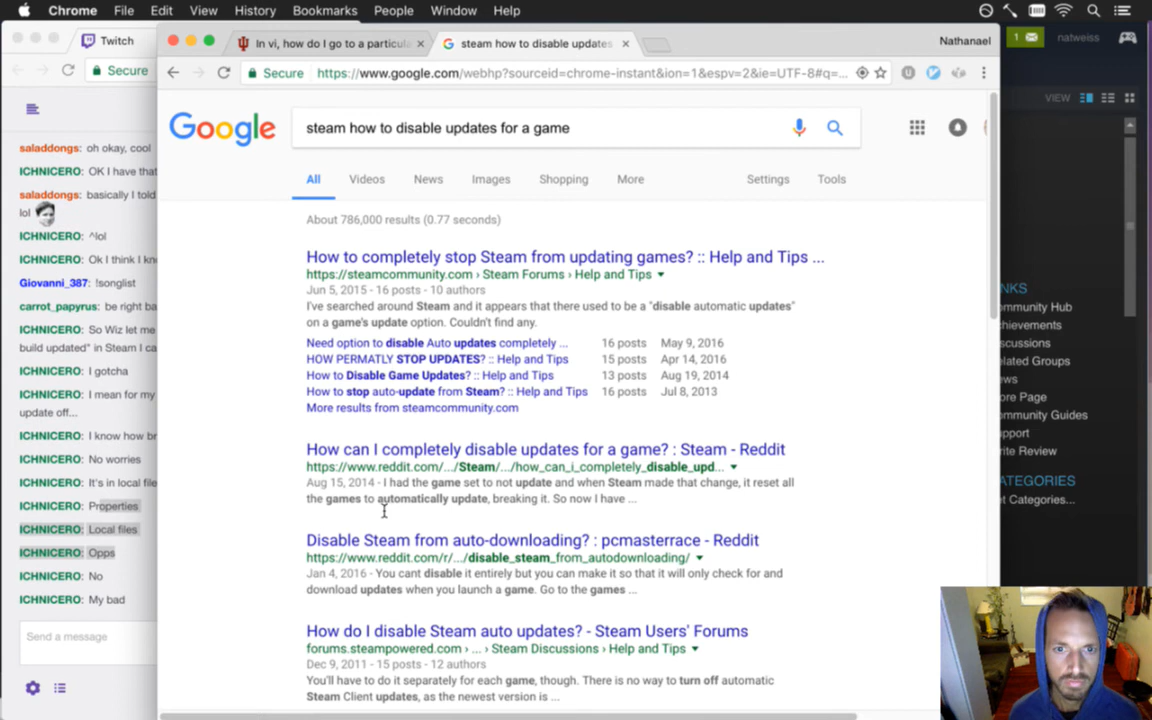 Chrome File Edit View History Bookmarks People Window Help
Twitch
In vi, how do I go to a particula
steam how to disable updates
Nathanael
1
natweiss
Secure
Secure https://www.google.com/webhp?sourceid=chrome-instant&ion=1&espv=2&ie=UTF-8#q=...
VIEW
Google
steam how to disable updates for a game
All Videos News Images Shopping More Settings Tools
About 786,000 results (0.77 seconds)
How to completely stop Steam from updating games? :: Help and Tips ...
https://steamcommunity.com › Steam Forums › Help and Tips
Jun 5, 2015 - 16 posts - 10 authors
I've searched around Steam and it appears that there used to be a "disable automatic updates"
on a game's update option. Couldn't find any.
Need option to disable Auto updates completely ... 16 posts May 9, 2016
HOW PERMATLY STOP UPDATES? :: Help and Tips 15 posts Apr 14, 2016
How to Disable Game Updates? :: Help and Tips 13 posts Aug 19, 2014
How to stop auto-update from Steam? :: Help and Tips 16 posts Jul 8, 2013
More results from steamcommunity.com
How can I completely disable updates for a game? : Steam - Reddit
https://www.reddit.com/.../Steam/.../how_can_i_completely_disable_upd...
Aug 15, 2014 - I had the game set to not update and when Steam made that change, it reset all
the games to automatically update, breaking it. So now I have ...
Disable Steam from auto-downloading? : pcmasterrace - Reddit
https://www.reddit.com/r/.../disable_steam_from_autodownloading/
Jan 4, 2016 - You cant disable it entirely but you can make it so that it will only check for and
download updates when you launch a game. Go to the games ...
How do I disable Steam auto updates? - Steam Users' Forums
forums.steampowered.com › ... › Steam Discussions › Help and Tips
Dec 9, 2011 - 15 posts - 12 authors
You'll have to do it separately for each game, though. There is no way to turn off automatic
Steam Client updates, as the newest version is ...
saladdongs: oh okay, cool
ICHNICERO: OK I have that
saladdongs: basically I told
lol
ICHNICERO: ^lol
ICHNICERO: Ok I think I kn
Giovanni_387: !songlist
carrot_papyrus: be right ba
ICHNICERO: So Wiz let me
build updated" in Steam I ca
ICHNICERO: I gotcha
ICHNICERO: I mean for my
update off...
ICHNICERO: I know how br
ICHNICERO: No worries
ICHNICERO: It's in local file
ICHNICERO: Properties
ICHNICERO: Local files
ICHNICERO: Opps
ICHNICERO: No
ICHNICERO: My bad
Send a message
NKS
ommunity Hub
chievements
scussions
elated Groups
ews
ore Page
ommunity Guides
upport
rite Review
ATEGORIES
t Categories...